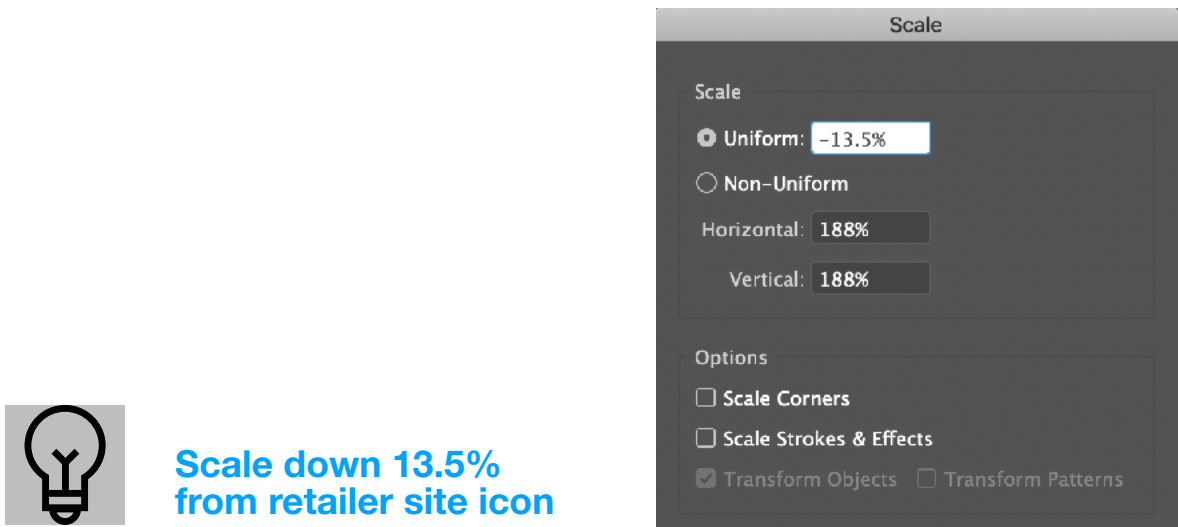 Scale
Scale
Uniform: -13.5%
Non-Uniform
Horizontal: 188%
Vertical: 188%
Options
Scale Corners
Scale Strokes & Effects
Transform Objects Transform Patterns
Scale down 13.5%
from retailer site icon